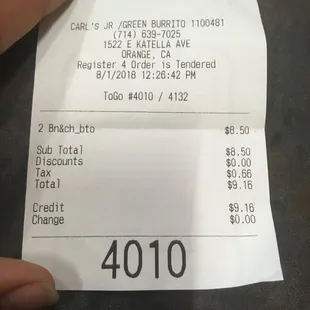 CARL'S JR /GREEN BURRITO 1100481
(714) 639-7025
1522 E KATELLA AVE
ORANGE, CA
Register 4 Order is Tendered
8/1/2018 12:26:42 PM
ToGo #4010 / 4132
2 Bn&ch_bto $8.50
Sub Total $8.50
Discounts $0.00
Tax $0.66
Total $9.16
Credit $9.16
Change $0.00
4010